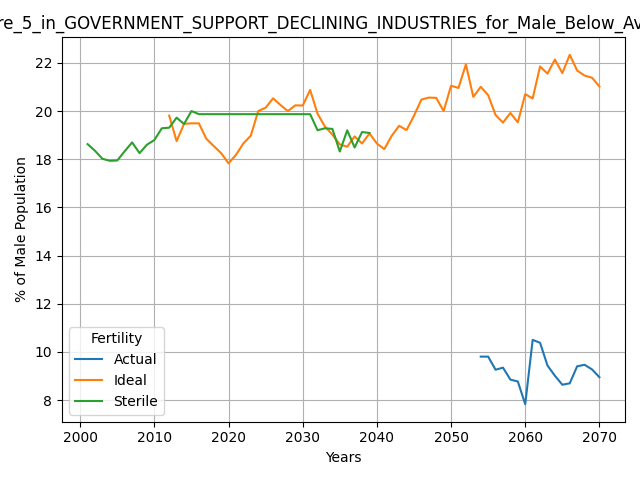 re_5_in_GOVERNMENT_SUPPORT_DECLINING_INDUSTRIES_for_Male_Below_Av
% of Male Population
22
20
18
16
14
12
10
8
Fertility
Actual
Ideal
Sterile
2000 2010 2020 2030 2040 2050 2060 2070
Years